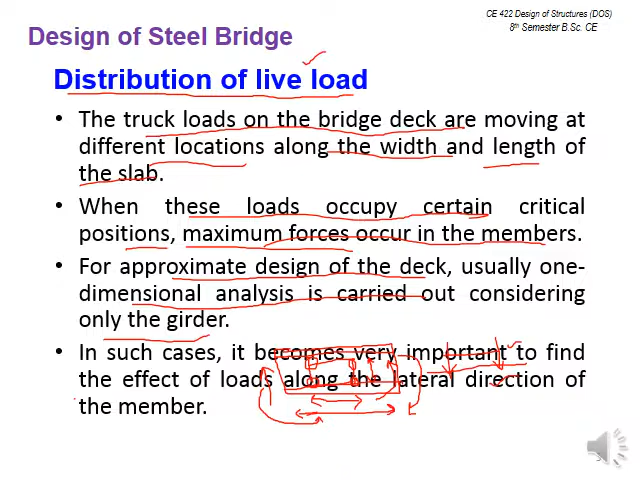 CE 422 Design of Structures (DOS)
8th Semester B.Sc. CE
Design of Steel Bridge
Distribution of live load
• The truck loads on the bridge deck are moving at
different locations along the width and length of
the slab.
• When these loads occupy certain critical
positions, maximum forces occur in the members.
• For approximate design of the deck, usually one-
dimensional analysis is carried out considering
only the girder.
• In such cases, it becomes very important to find
the effect of loads along the lateral direction of
the member.